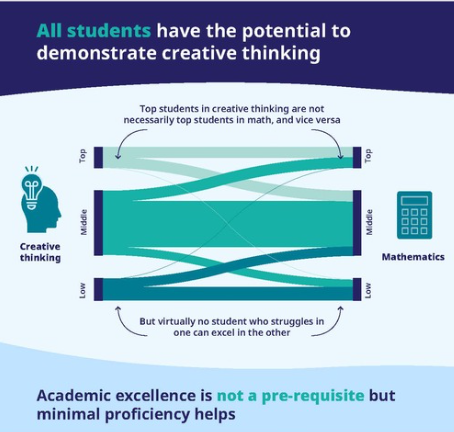 All students have the potential to
demonstrate creative thinking
Top students in creative thinking are not
necessarily top students in math, and vice versa
Top
Middle
Low
Creative
thinking
Top
Middle
Low
Mathematics
But virtually no student who struggles in
one can excel in the other
Academic excellence is not a pre-requisite but
minimal proficiency helps